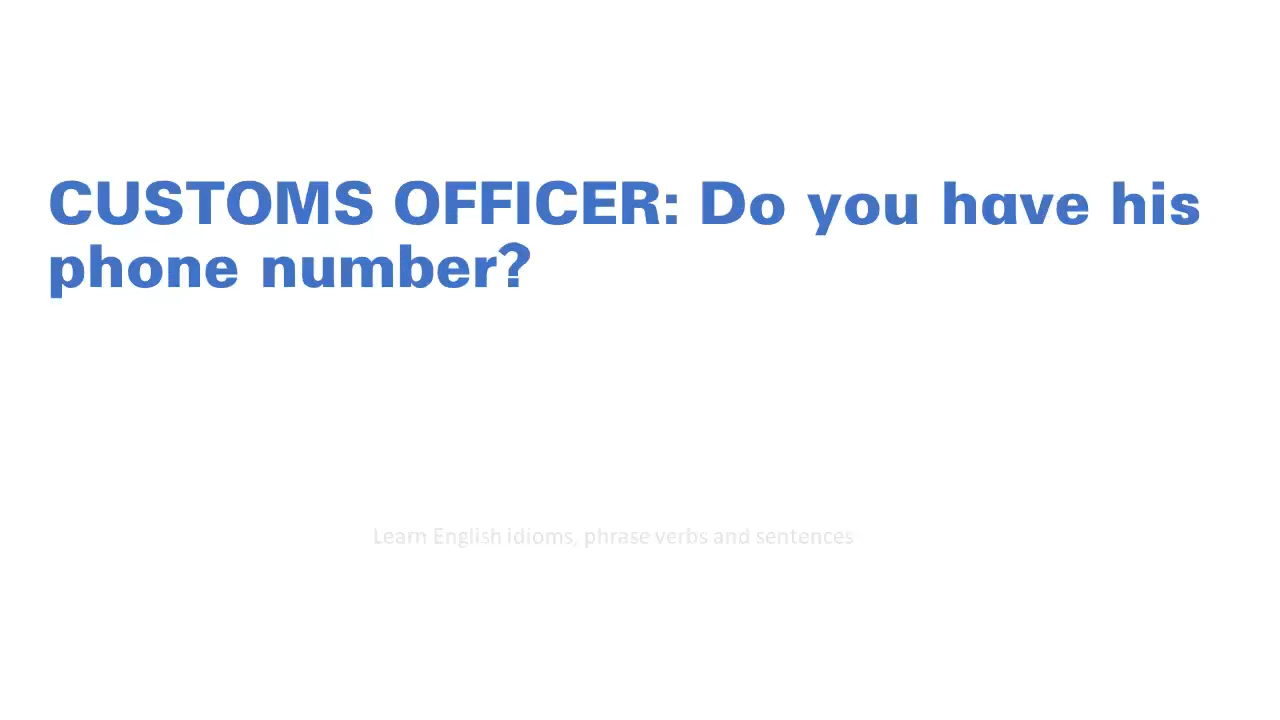 CUSTOMS OFFICER: Do you have his
phone number?
Learn English idioms, phrase verbs and sentences